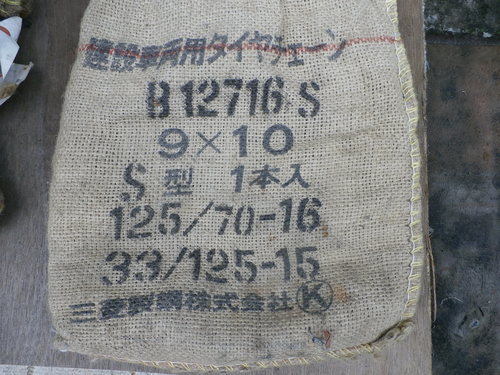 建設車両用タイヤチェーン
B12716S
9×10
S型 1本入
125/70-16
33/125-15
三菱製鋼株式会社 Ⓚ